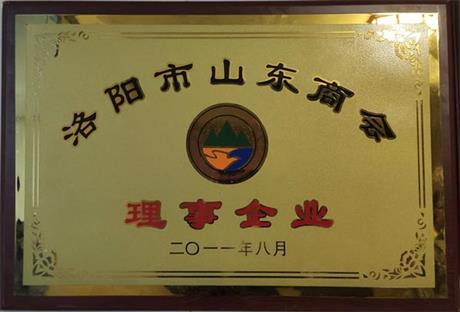 洛阳市山东商会
理事企业
二〇一一年八月